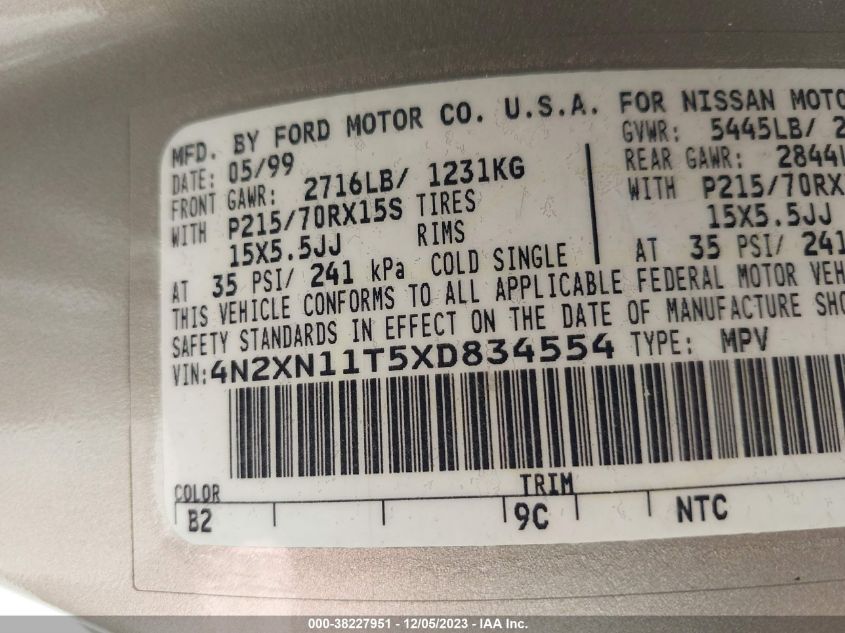 MFD. BY FORD MOTOR CO. U.S.A. FOR NISSAN MOTO
DATE: 05/99 GVWR: 5445LB/ 2
FRONT GAWR: 2716LB/ 1231KG REAR GAWR: 2844L
WITH P215/70RX15S TIRES WITH P215/70RX
15X5.5JJ RIMS 15X5.5JJ
AT 35 PSI/ 241 kPa COLD SINGLE AT 35 PSI/ 241
THIS VEHICLE CONFORMS TO ALL APPLICABLE FEDERAL MOTOR VEH
SAFETY STANDARDS IN EFFECT ON THE DATE OF MANUFACTURE SHO
VIN: 4N2XN11T5XD834554 TYPE: MPV
COLOR TRIM
B2 9C NTC
000-38227951 - 12/05/2023 - IAA Inc.